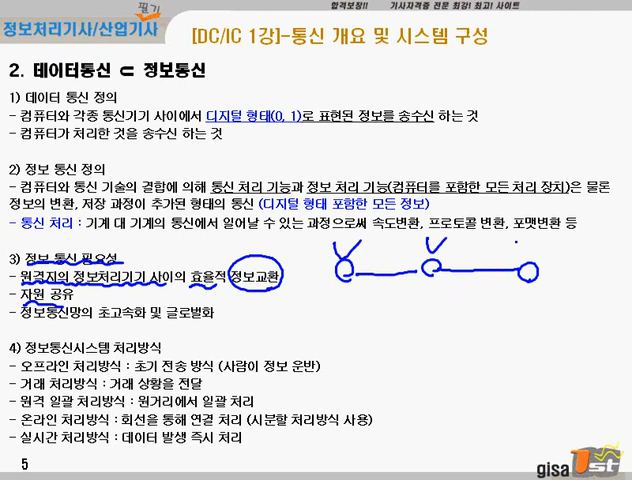 합격보장!! 기사자격증 전문 최강! 최고! 사이트
필기
정보처리기사/산업기사
[DC/IC 1강]-통신 개요 및 시스템 구성
2. 데이터통신 ⊂ 정보통신
1) 데이터 통신 정의
- 컴퓨터와 각종 통신기기 사이에서 디지털 형태(0, 1)로 표현된 정보를 송수신 하는 것
- 컴퓨터가 처리한 것을 송수신 하는 것
2) 정보 통신 정의
- 컴퓨터와 통신 기술의 결합에 의해 통신 처리 기능과 정보 처리 기능(컴퓨터를 포함한 모든 처리 장치)은 물론
정보의 변환, 저장 과정이 추가된 형태의 통신 (디지털 형태 포함한 모든 정보)
- 통신 처리 : 기계 대 기계의 통신에서 일어날 수 있는 과정으로써 속도변환, 프로토콜 변환, 포맷변환 등
3) 정보 통신 필요성
- 원격지의 정보처리기기 사이의 효율적 정보교환
- 자원 공유
- 정보통신망의 초고속화 및 글로벌화
4) 정보통신시스템 처리방식
- 오프라인 처리방식 : 초기 전송 방식 (사람이 정보 운반)
- 거래 처리방식 : 거래 상황을 전달
- 원격 일괄 처리방식 : 원거리에서 일괄 처리
- 온라인 처리방식 : 회선을 통해 연결 처리 (시분할 처리방식 사용)
- 실시간 처리방식 : 데이터 발생 즉시 처리
5
gisa 1st